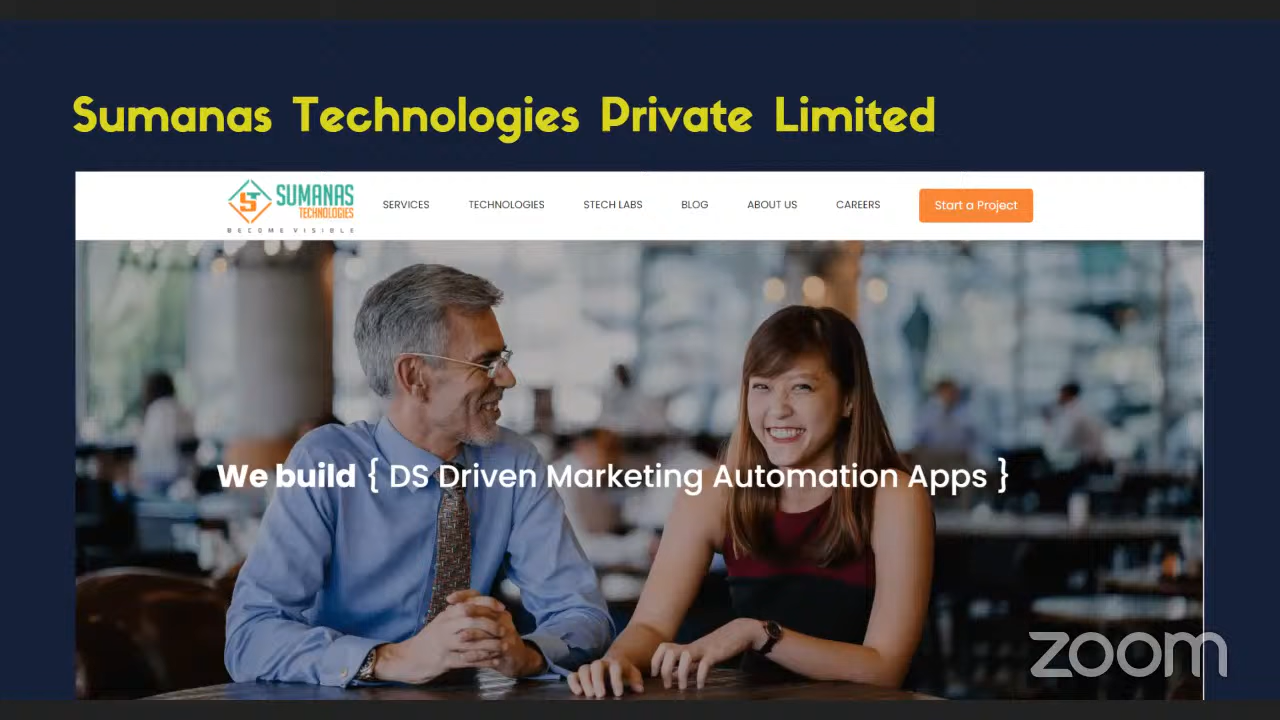 Sumanas Technologies Private Limited
ST SUMANAS
TECHNOLOGIES
BECOME VISIBLE
SERVICES TECHNOLOGIES STECH LABS BLOG ABOUT US CAREERS Start a Project
We build { DS Driven Marketing Automation Apps }
zoom